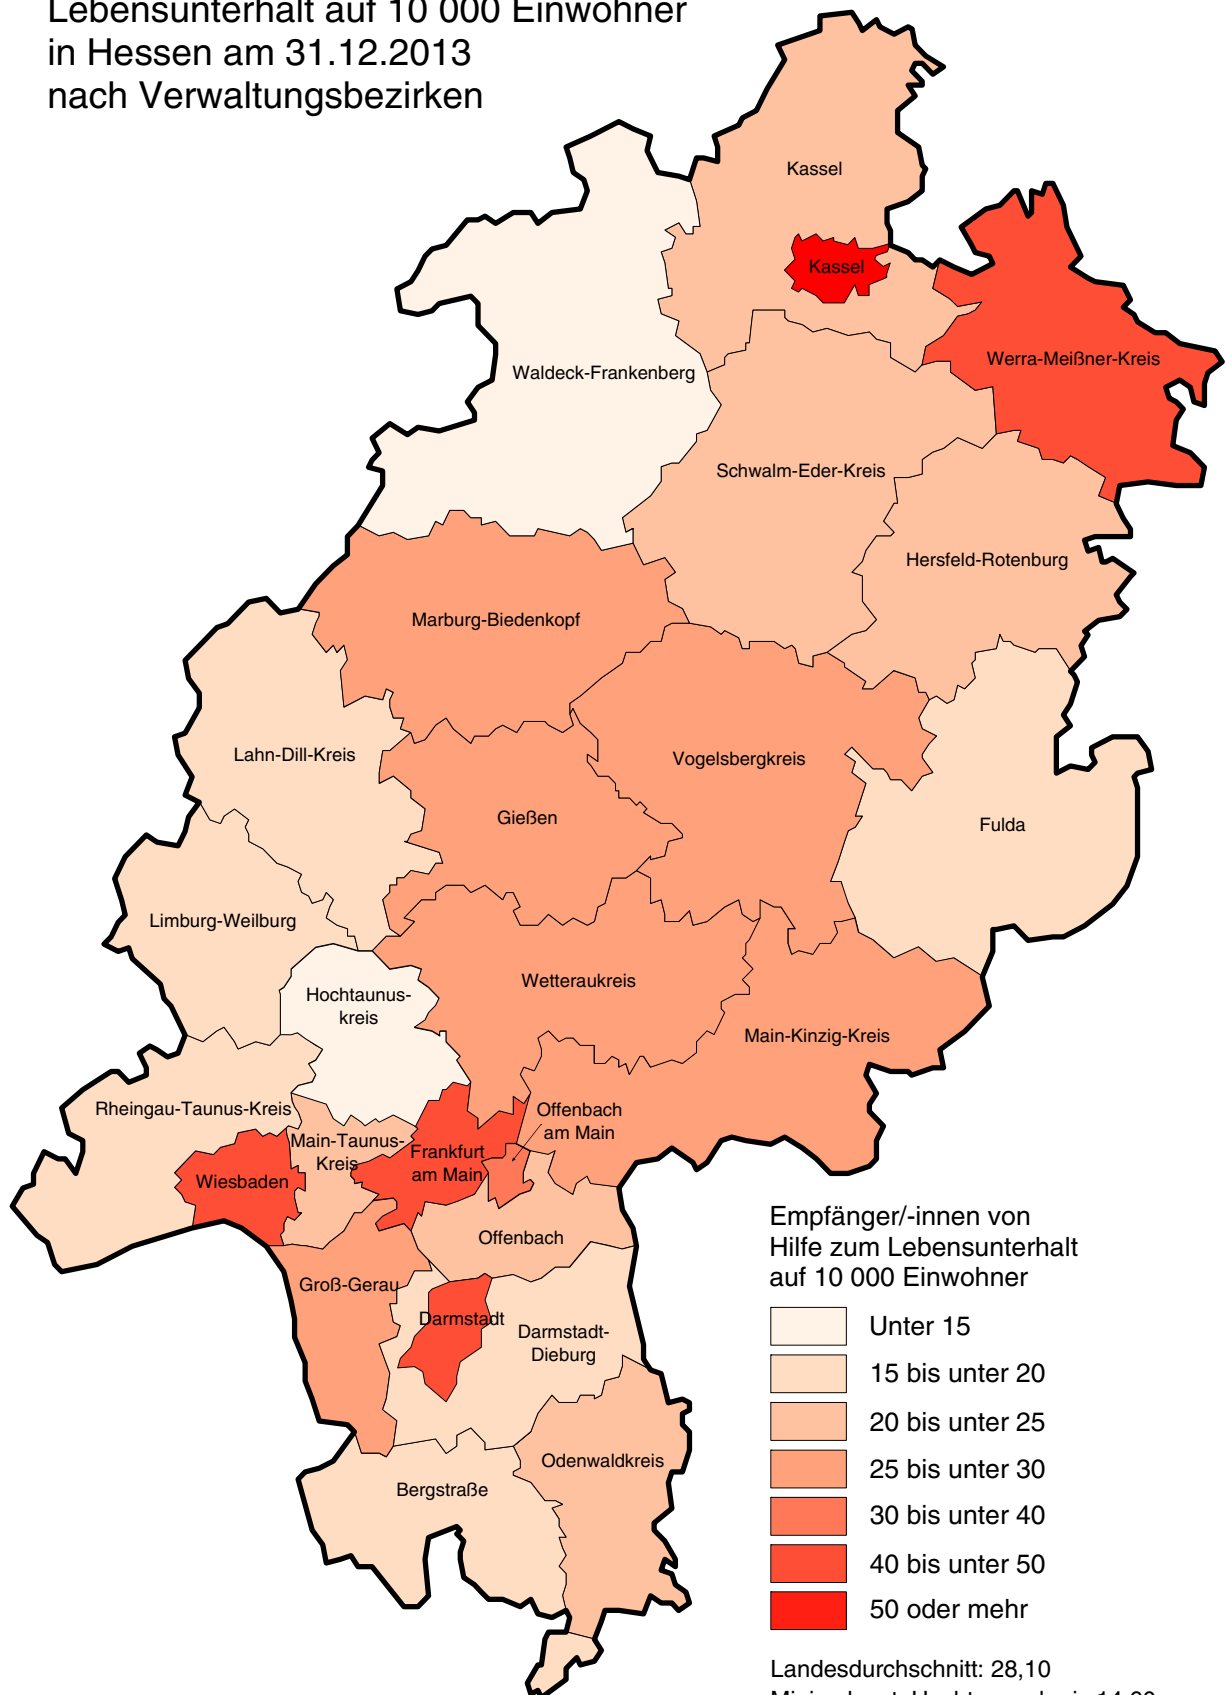 Lebensunterhalt auf 10 000 Einwohner
in Hessen am 31.12.2013
nach Verwaltungsbezirken
Kassel
Kassel
Werra-Meißner-Kreis
Waldeck-Frankenberg
Schwalm-Eder-Kreis
Hersfeld-Rotenburg
Marburg-Biedenkopf
Lahn-Dill-Kreis
Vogelsbergkreis
Gießen
Fulda
Limburg-Weilburg
Wetteraukreis
Hochtaunus-
kreis
Main-Kinzig-Kreis
Rheingau-Taunus-Kreis
Offenbach
am Main
Main-Taunus-
Kreis
Frankfurt
am Main
Wiesbaden
Offenbach
Groß-Gerau
Darmstadt
Darmstadt-
Dieburg
Odenwaldkreis
Bergstraße
Empfänger/-innen von
Hilfe zum Lebensunterhalt
auf 10 000 Einwohner
Unter 15
15 bis unter 20
20 bis unter 25
25 bis unter 30
30 bis unter 40
40 bis unter 50
50 oder mehr
Landesdurchschnitt: 28,10